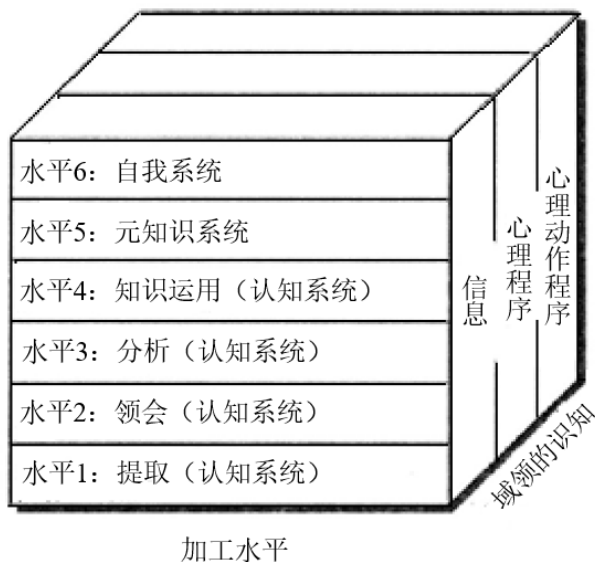 水平6：自我系统
水平5：元知识系统
水平4：知识运用（认知系统）
水平3：分析（认知系统）
水平2：领会（认知系统）
水平1：提取（认知系统）
信息
心理程序
心理动作程序
域领的识知
加工水平